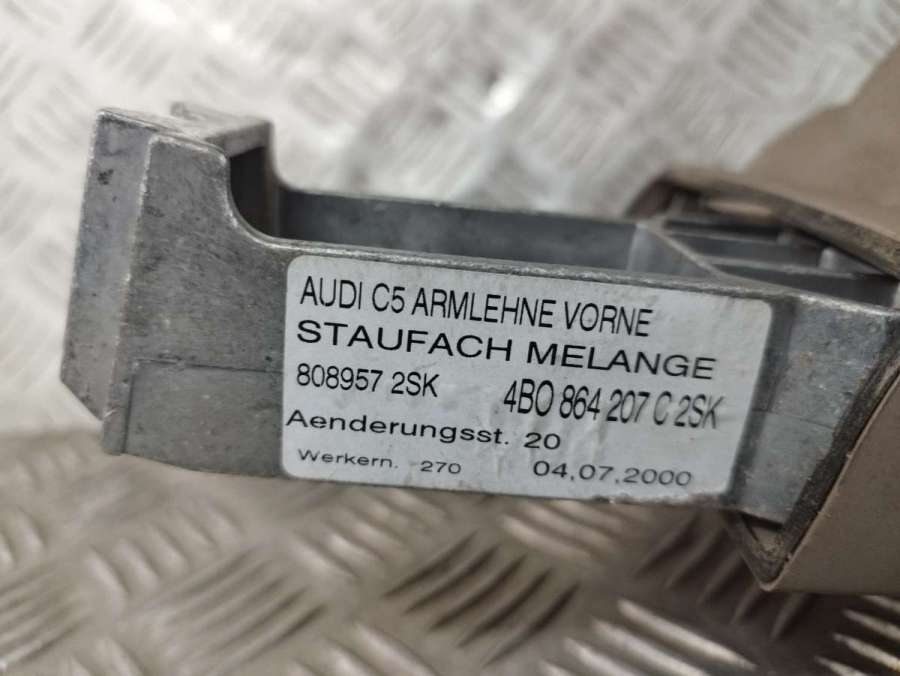 AUDI C5 ARMLEHNE VORNE
STAUFACH MELANGE
808957 2SK 4B0 864 207 C 2SK
Aenderungsst. 20
Werkern. 270 04,07,2000